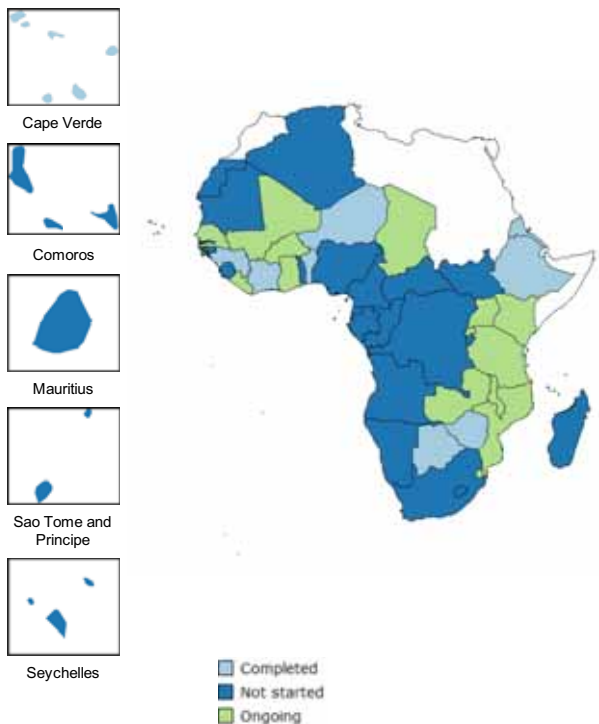 Cape Verde
Comoros
Mauritius
Sao Tome and
Principe
Seychelles
Completed
Not started
Ongoing